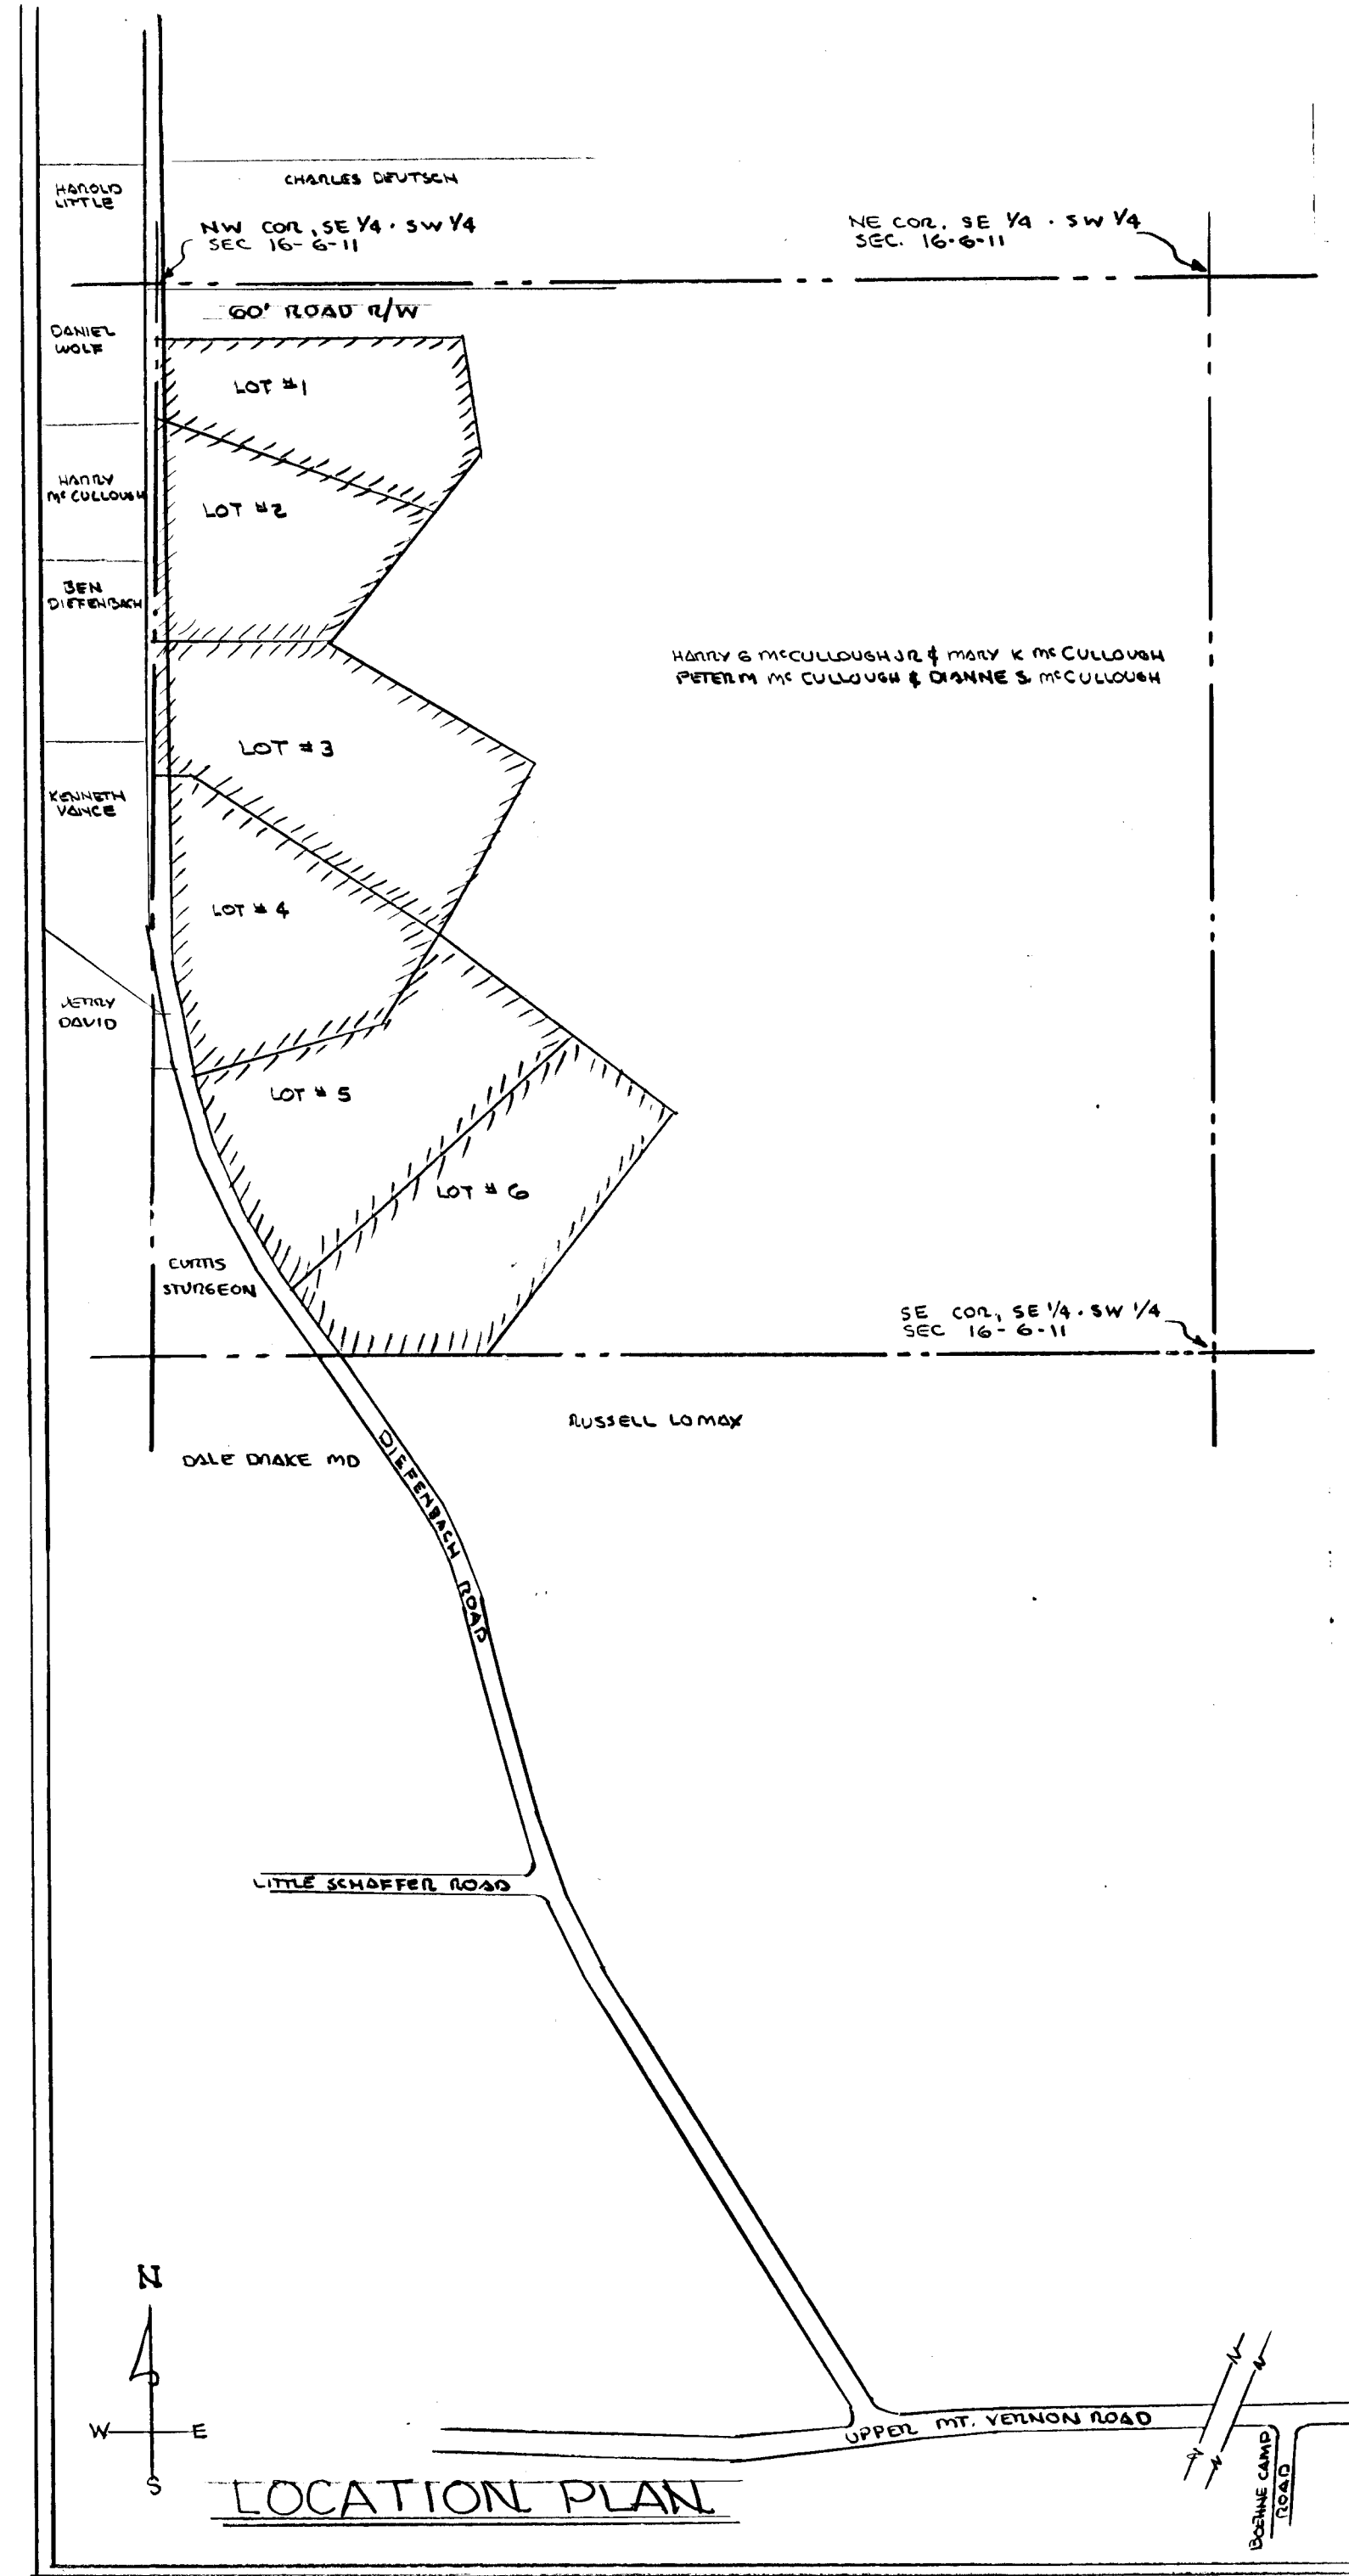 CHARLES DEUTSCH
HAROLD
LITTLE
NW COR, SE 1/4 · SW 1/4
SEC 16-6-11
NE COR. SE 1/4 · SW 1/4
SEC. 16-6-11
60' ROAD R/W
DANIEL
WOLF
LOT #1
HARRY
McCULLOUGH
LOT #2
BEN
DIEFENBACH
HARRY G McCULLOUGH JR & MARY K McCULLOUGH
PETER M McCULLOUGH & DIANNE S. McCULLOUGH
LOT #3
KENNETH
VANCE
LOT #4
JERRY
DAVID
LOT #5
LOT #6
CURTIS
STURGEON
SE COR, SE 1/4 · SW 1/4
SEC 16-6-11
RUSSELL LOMAX
DALE DRAKE MD
DIEFENBACH ROAD
LITTLE SCHAFFER ROAD
N
W E
S
UPPER MT. VERNON ROAD
BOEHNE CAMP
ROAD
LOCATION PLAN